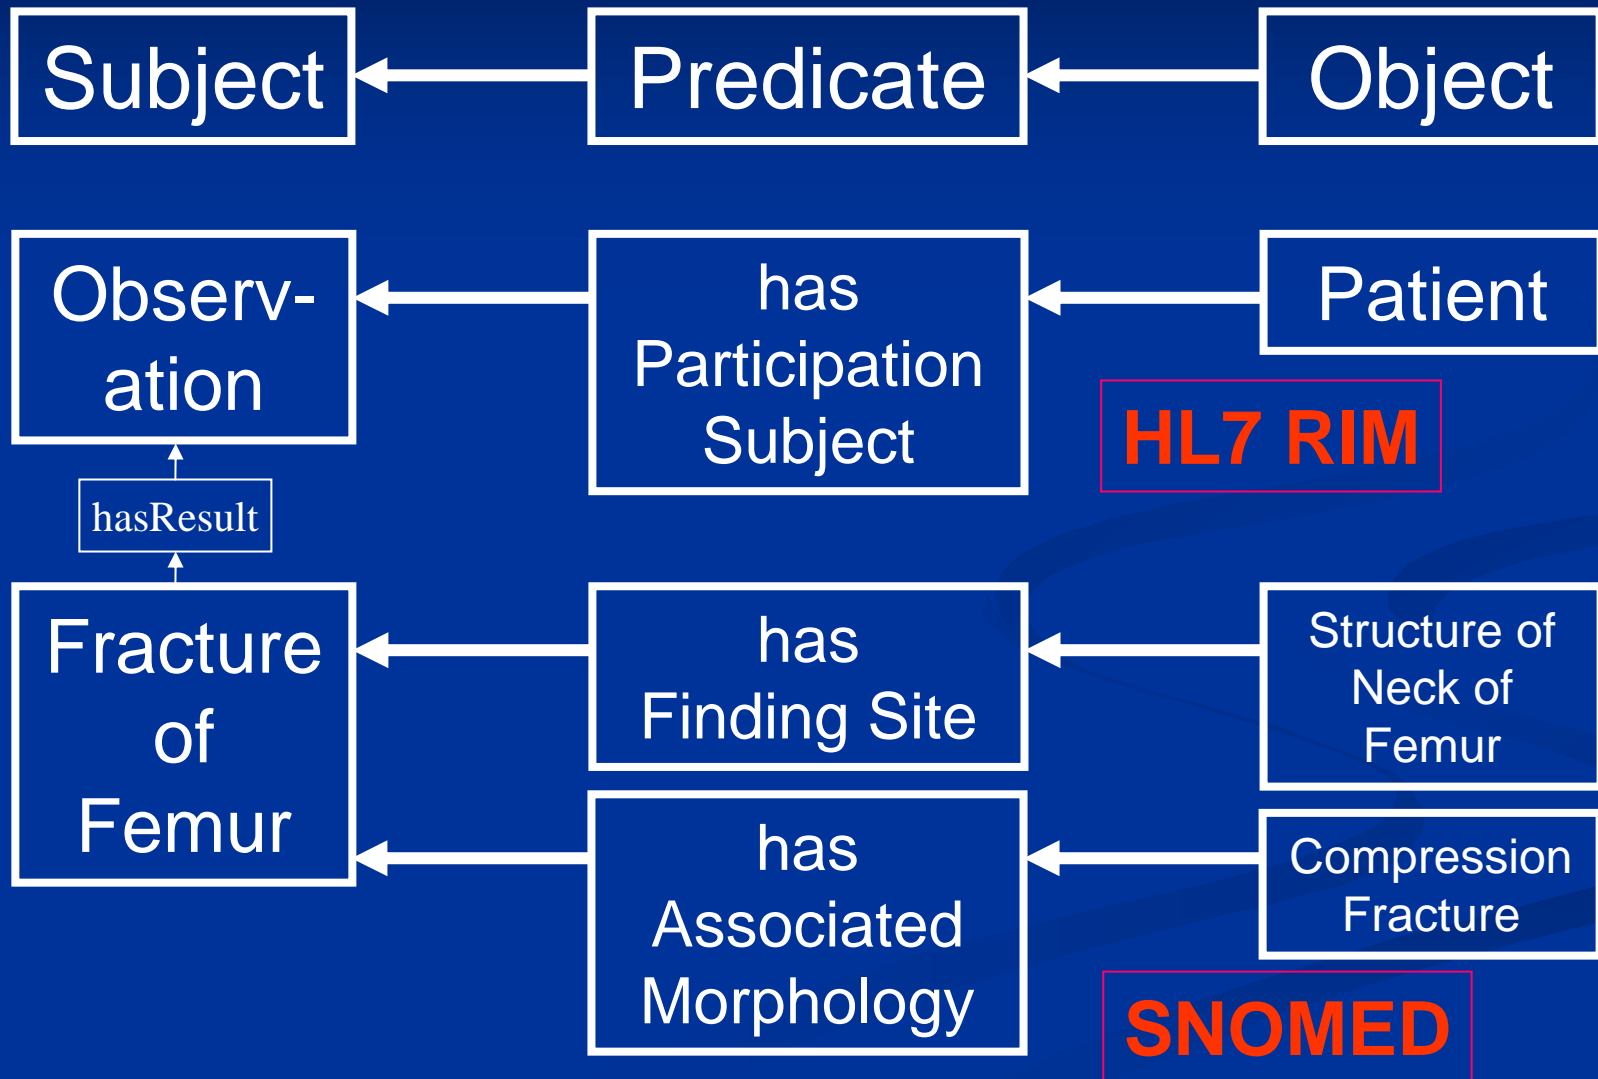 Subject
Predicate
Object
Observ-
ation
has
Participation
Subject
Patient
HL7 RIM
hasResult
Fracture
of
Femur
has
Finding Site
Structure of
Neck of
Femur
has
Associated
Morphology
Compression
Fracture
SNOMED